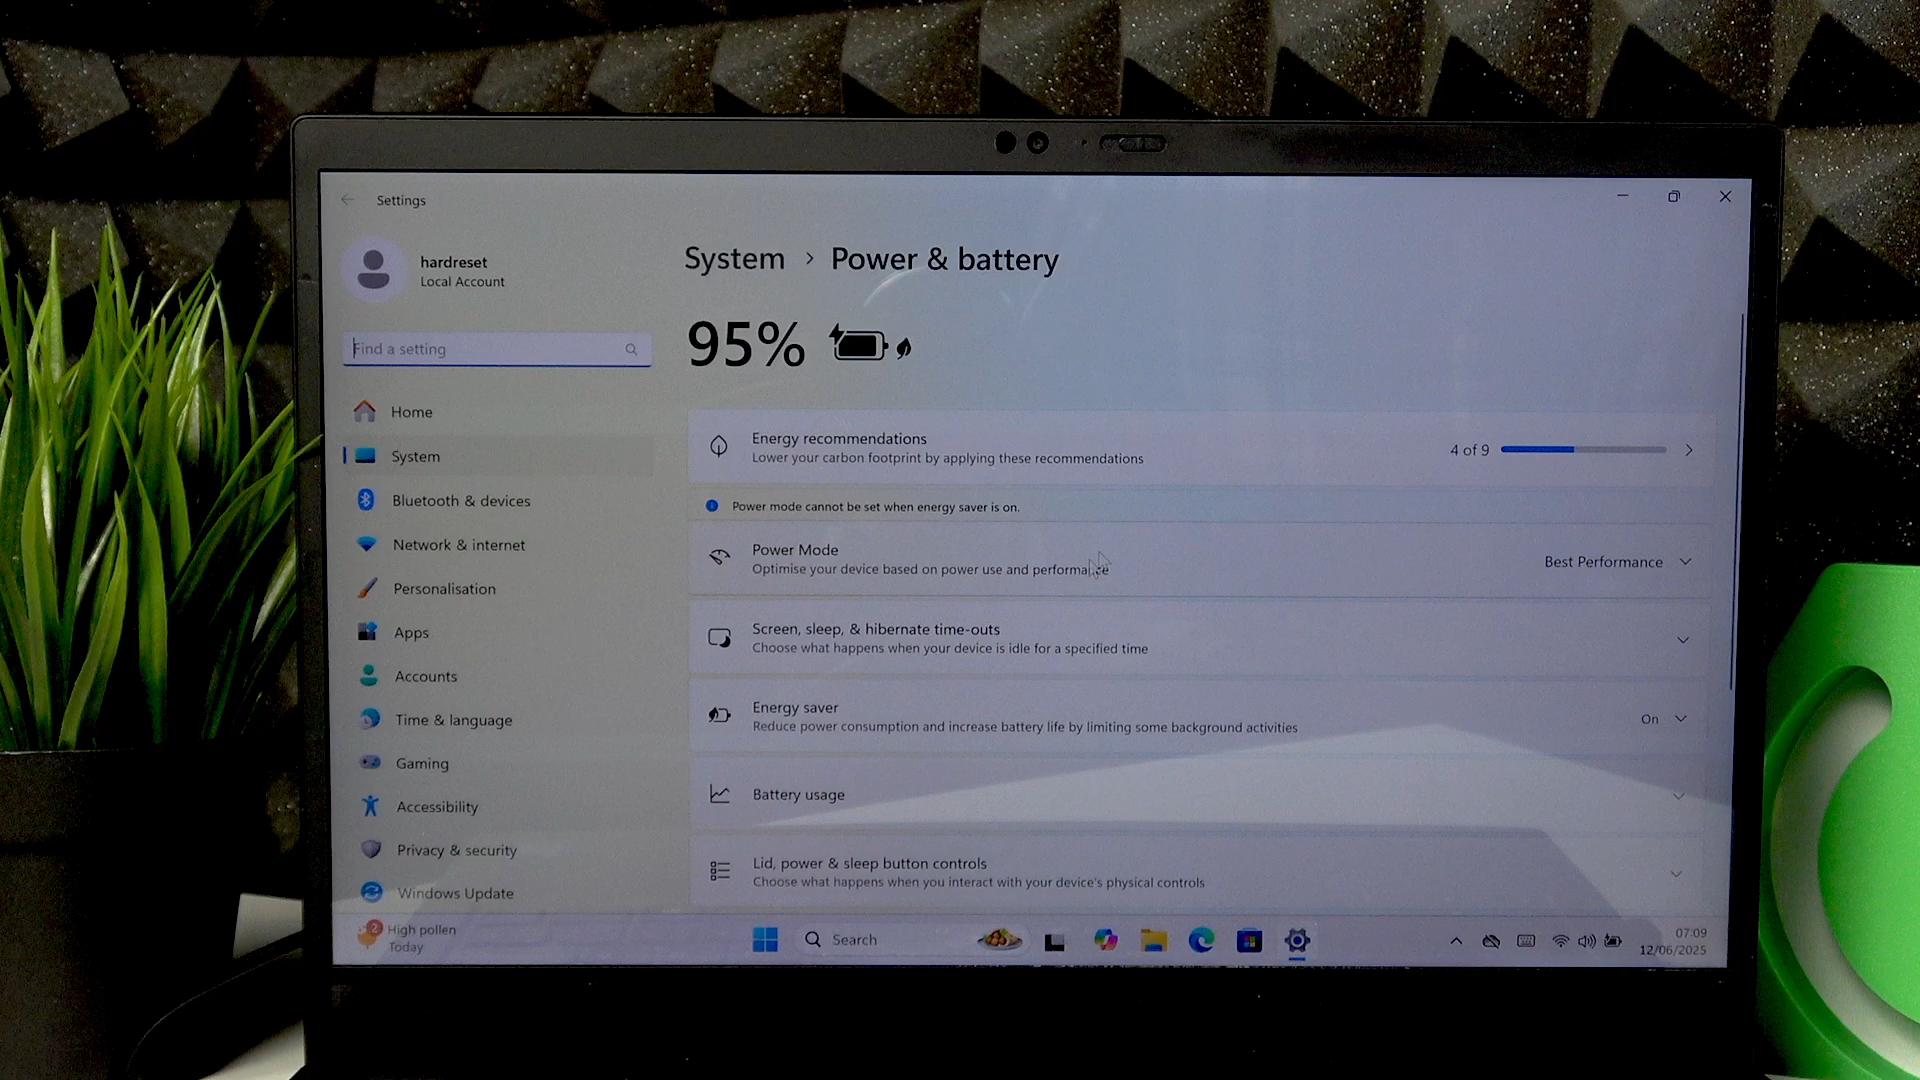 Settings
hardreset
Local Account
Find a setting
Home
System
Bluetooth & devices
Network & internet
Personalisation
Apps
Accounts
Time & language
Gaming
Accessibility
Privacy & security
Windows Update
System > Power & battery
95%
Energy recommendations
Lower your carbon footprint by applying these recommendations
4 of 9
Power mode cannot be set when energy saver is on.
Power Mode
Optimise your device based on power use and performance
Best Performance
Screen, sleep, & hibernate time-outs
Choose what happens when your device is idle for a specified time
Energy saver
Reduce power consumption and increase battery life by limiting some background activities
On
Battery usage
Lid, power & sleep button controls
Choose what happens when you interact with your device's physical controls
2
High pollen
Today
Search
07:09
12/06/2025